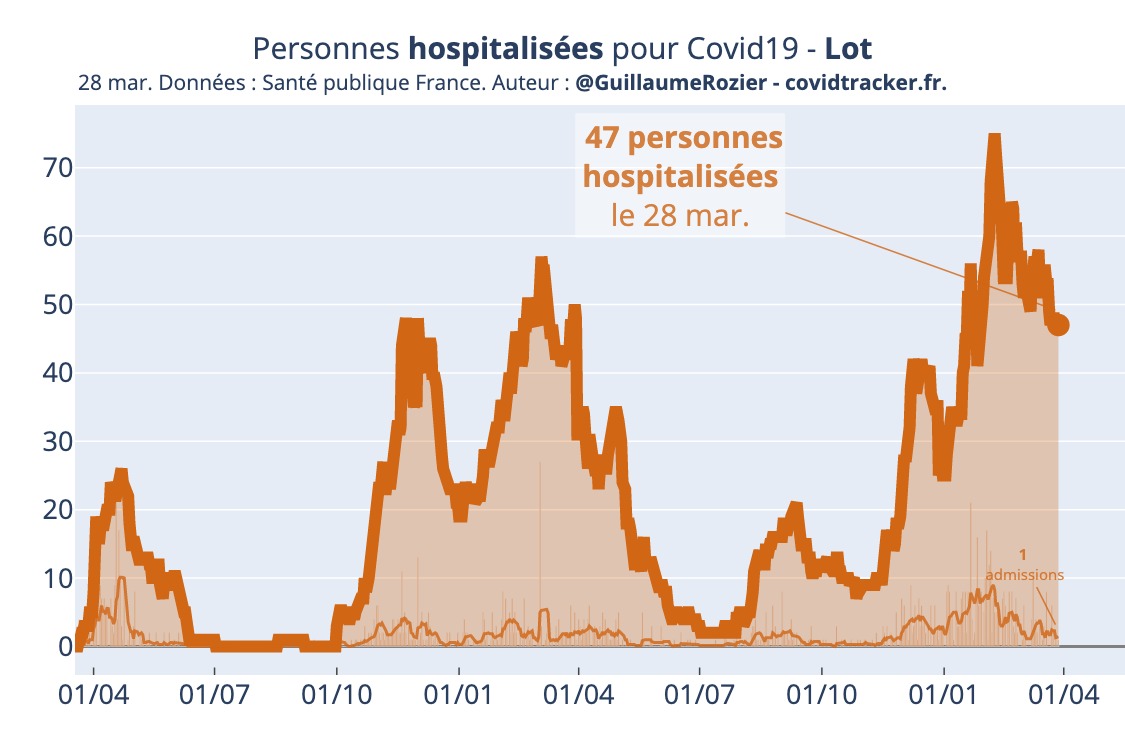 Personnes hospitalisées pour Covid19 - Lot
28 mar. Données : Santé publique France. Auteur : @GuillaumeRozier - covidtracker.fr.
47 personnes
hospitalisées
le 28 mar.
70
60
50
40
30
20
10
0
1
admissions
01/04 01/07 01/10 01/01 01/04 01/07 01/10 01/01 01/04